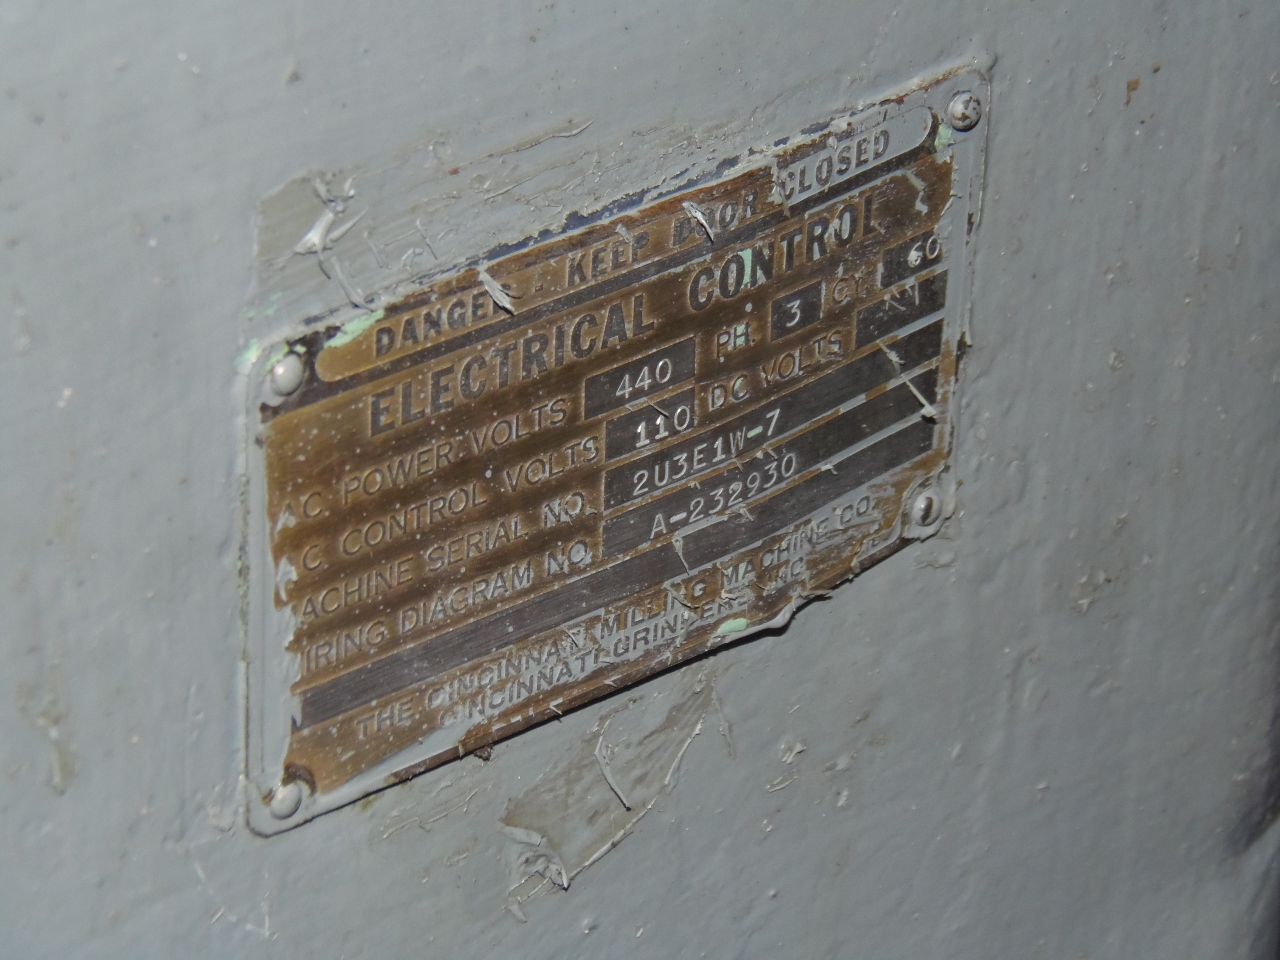 DANGER - KEEP DOOR CLOSED
ELECTRICAL CONTROL
A.C. POWER VOLTS 440 PH. 3 CY. 60
C CONTROL VOLTS 110 DC VOLTS
ACHINE SERIAL NO. 2U3E1W-7
IRING DIAGRAM NO. A-232930
THE CINCINNATI MILLING MACHINE CO.
CINCINNATI GRINDERS INC.